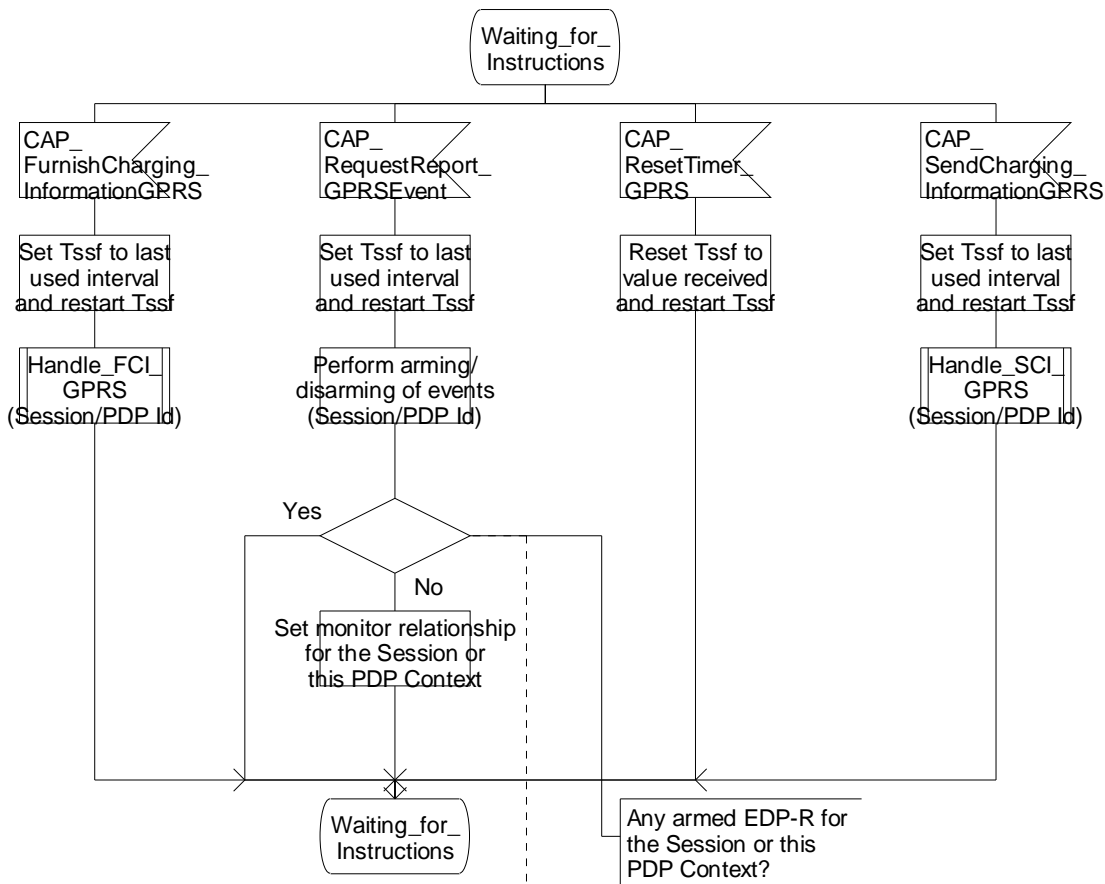 Waiting_for_
Instructions
CAP_
FurnishCharging_
InformationGPRS
CAP_
RequestReport_
GPRSEvent
CAP_
ResetTimer_
GPRS
CAP_
SendCharging_
InformationGPRS
Set Tssf to last
used interval
and restart Tssf
Set Tssf to last
used interval
and restart Tssf
Reset Tssf to
value received
and restart Tssf
Set Tssf to last
used interval
and restart Tssf
Handle_FCI_
GPRS
(Session/PDP Id)
Perform arming/
disarming of events
(Session/PDP Id)
Handle_SCI_
GPRS
(Session/PDP Id)
Yes
No
Set monitor relationship
for the Session or
this PDP Context
Waiting_for_
Instructions
Any armed EDP-R for
the Session or this
PDP Context?